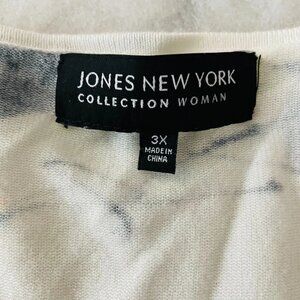 JONES NEW YORK
COLLECTION WOMAN
3X
MADE IN
CHINA